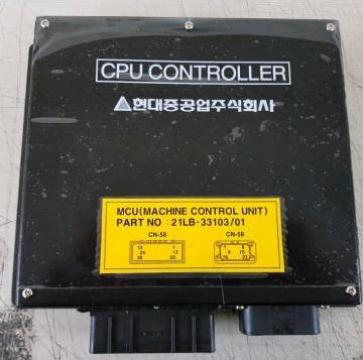 CPU CONTROLLER
현대중공업주식회사
MCU(MACHINE CONTROL UNIT)
PART NO : 21LB-33103/01
CN-58 CN-59